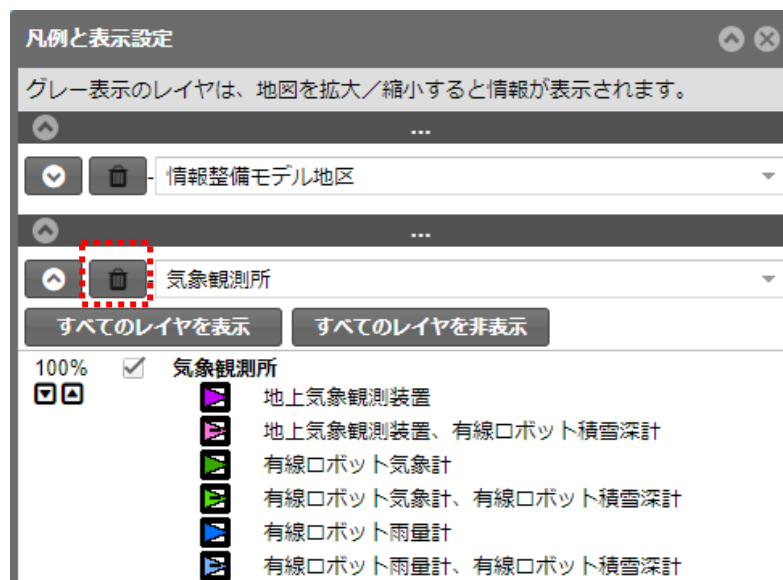 凡例と表示設定
グレー表示のレイヤは、地図を拡大／縮小すると情報が表示されます。
...
- 情報整備モデル地区
...
- 気象観測所
すべてのレイヤを表示 すべてのレイヤを非表示
100% 気象観測所
地上気象観測装置
地上気象観測装置、有線ロボット積雪深計
有線ロボット気象計
有線ロボット気象計、有線ロボット積雪深計
有線ロボット雨量計
有線ロボット雨量計、有線ロボット積雪深計